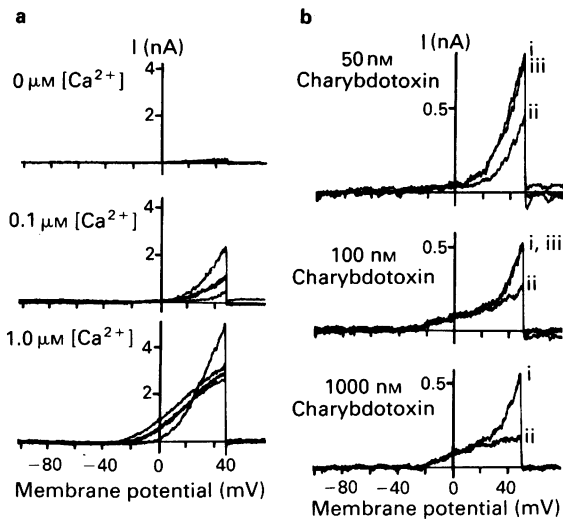 a
I (nA)
0 μM [Ca²⁺]
4
2
0.1 μM [Ca²⁺]
4
2
1.0 μM [Ca²⁺]
4
2
−80 −40 0 40
Membrane potential (mV)
b
I (nA)
50 nM
Charybdotoxin
0.5
i
iii
ii
100 nM
Charybdotoxin
0.5
i, iii
ii
1000 nM
Charybdotoxin
0.5
i
ii
−80 −40 0 40
Membrane potential (mV)